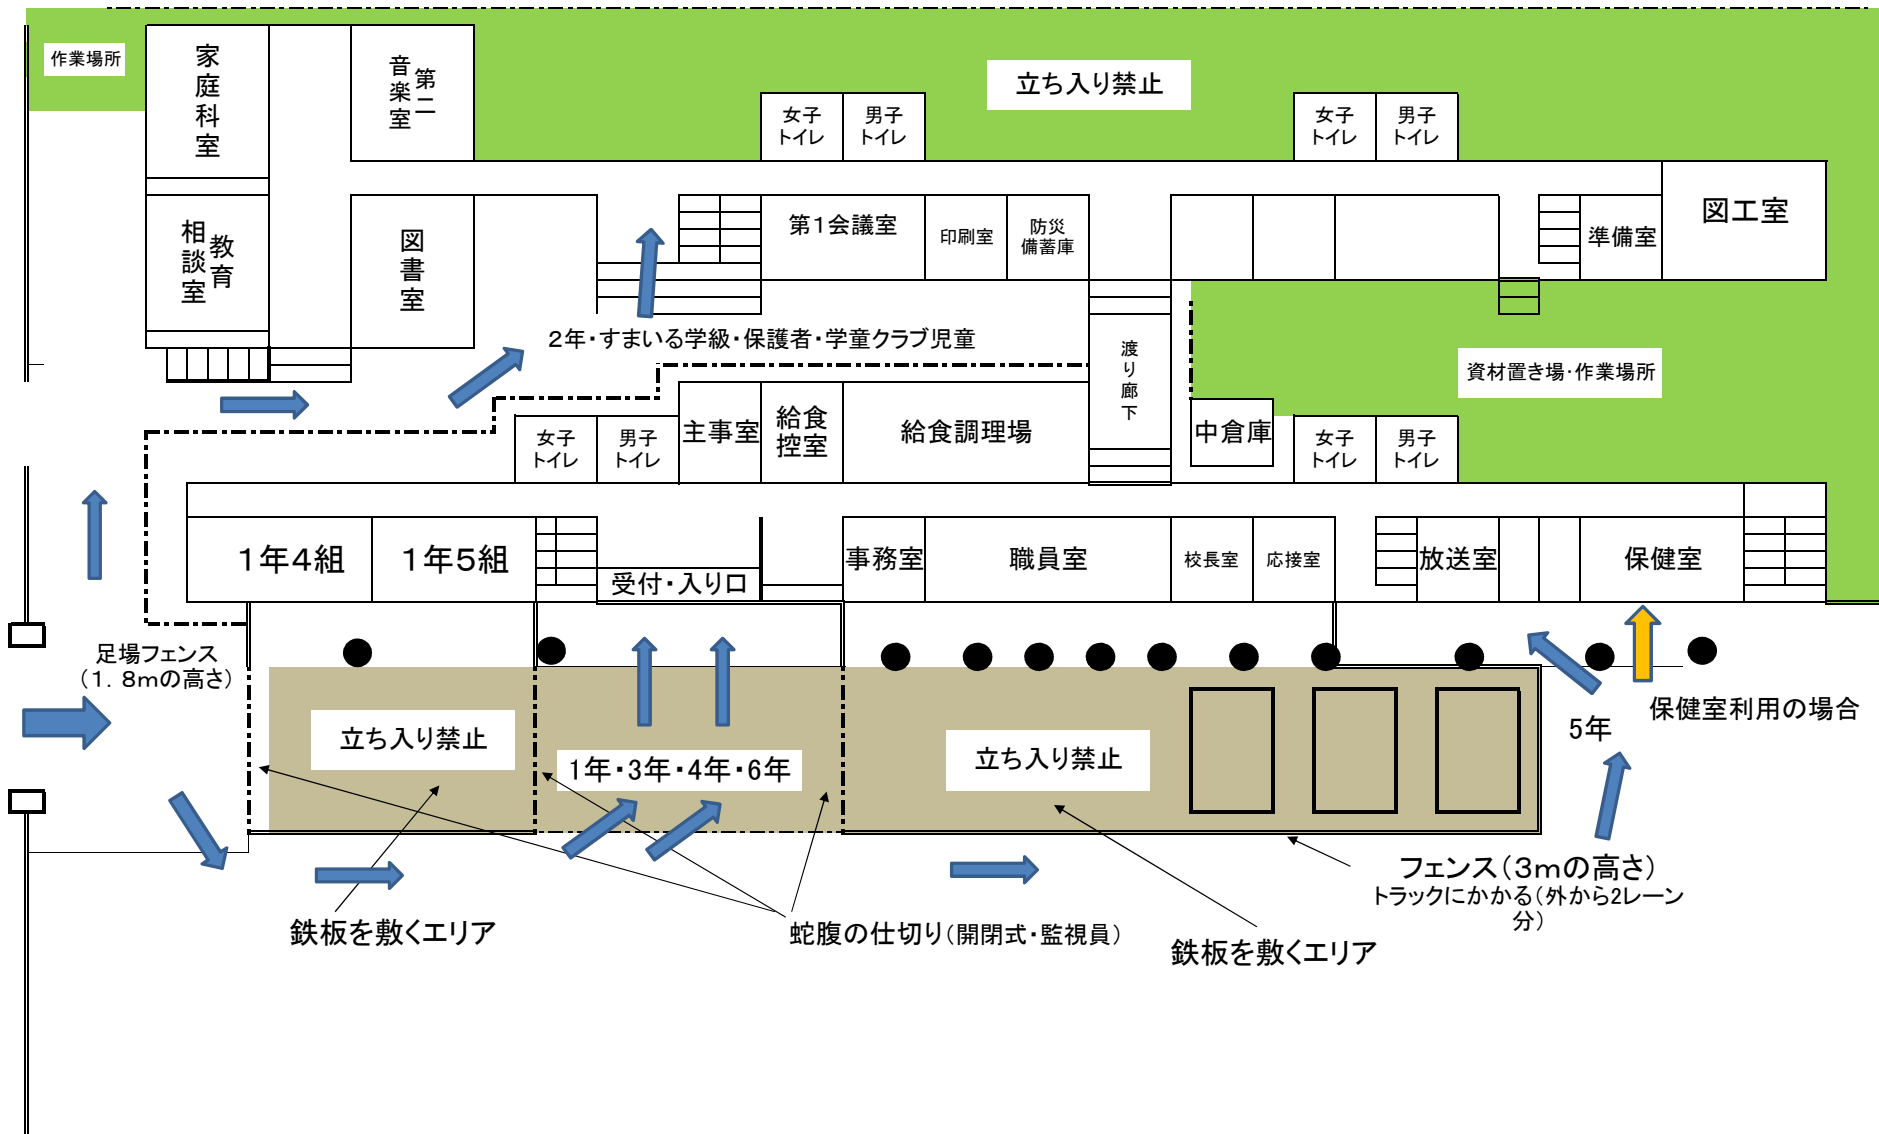 作業場所
家庭科室
第二
音楽室
立ち入り禁止
女子
トイレ
男子
トイレ
女子
トイレ
男子
トイレ
教育
相談室
図書室
第1会議室
印刷室
防災
備蓄庫
準備室
図工室
2年・すまいる学級・保護者・学童クラブ児童
渡り廊下
資材置き場・作業場所
女子
トイレ
男子
トイレ
主事室
給食
控室
給食調理場
中倉庫
女子
トイレ
男子
トイレ
1年4組
1年5組
受付・入り口
事務室
職員室
校長室
応接室
放送室
保健室
足場フェンス
(1.8mの高さ)
立ち入り禁止
1年・3年・4年・6年
立ち入り禁止
5年
保健室利用の場合
フェンス(3mの高さ)
トラックにかかる(外から2レーン
分)
鉄板を敷くエリア
蛇腹の仕切り(開閉式・監視員)
鉄板を敷くエリア